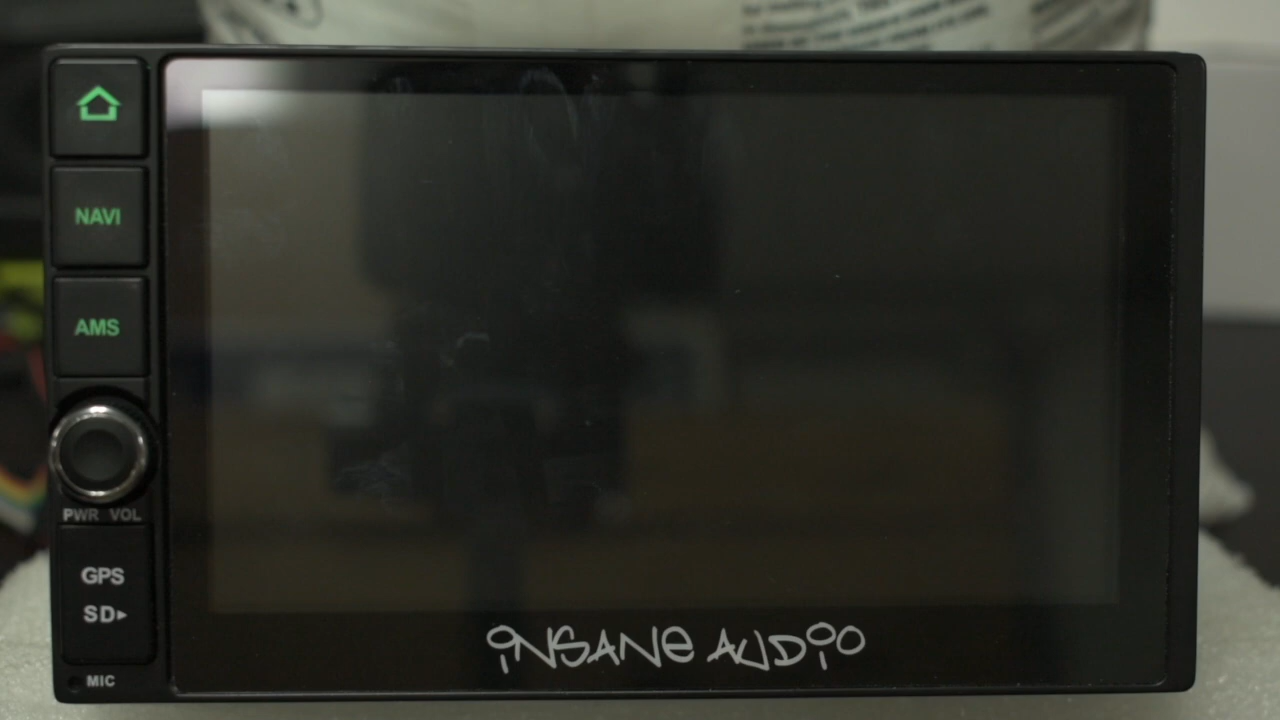 NAVI
AMS
PWR VOL
GPS
SD▸
MIC
iNSANE AUDiO